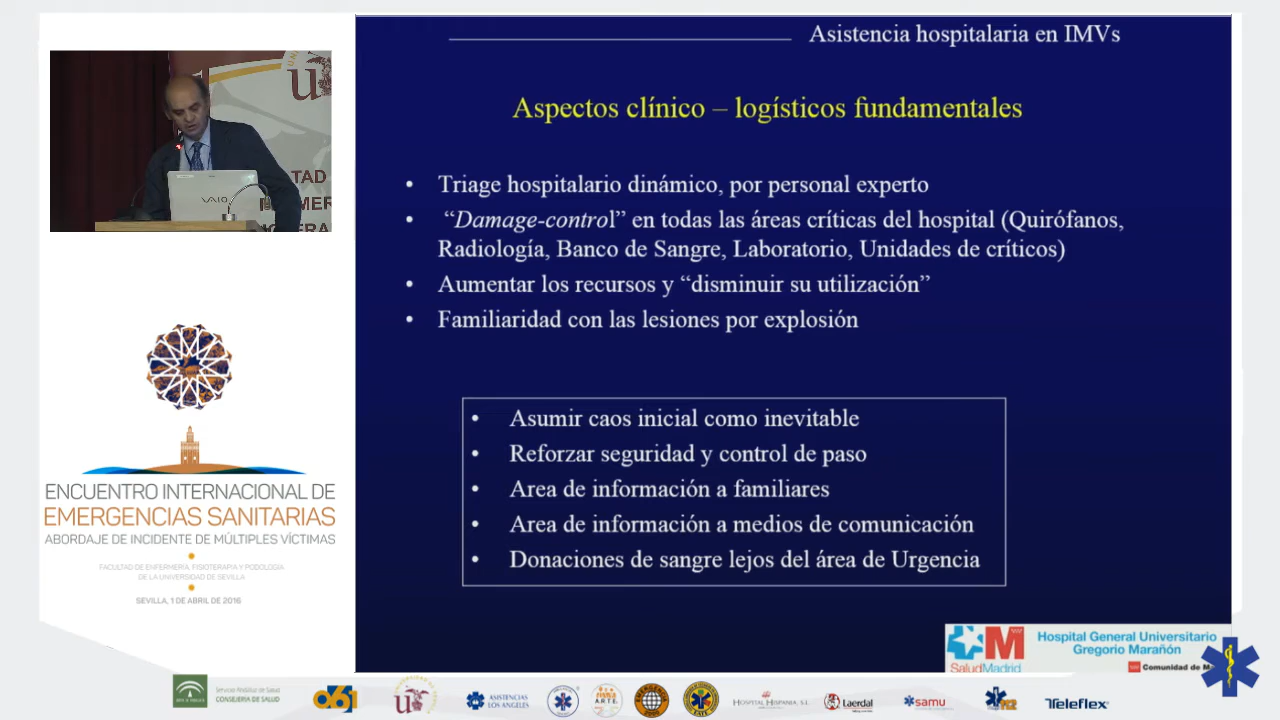 Asistencia hospitalaria en IMVs
Aspectos clínico – logísticos fundamentales
• Triage hospitalario dinámico, por personal experto
• “Damage-control” en todas las áreas críticas del hospital (Quirófanos,
Radiología, Banco de Sangre, Laboratorio, Unidades de críticos)
• Aumentar los recursos y “disminuir su utilización”
• Familiaridad con las lesiones por explosión
• Asumir caos inicial como inevitable
• Reforzar seguridad y control de paso
• Area de información a familiares
• Area de información a medios de comunicación
• Donaciones de sangre lejos del área de Urgencia
SaludMadrid
Hospital General Universitario
Gregorio Marañón
Comunidad de M
VAIO
TAD
ENCUENTRO INTERNACIONAL DE
EMERGENCIAS SANITARIAS
ABORDAJE DE INCIDENTE DE MÚLTIPLES VÍCTIMAS
FACULTAD DE ENFERMERÍA, FISIOTERAPIA Y PODOLOGÍA
DE LA UNIVERSIDAD DE SEVILLA
SEVILLA, 1 DE ABRIL DE 2016
Servicio Andaluz de Salud
CONSEJERÍA DE SALUD
061
ASISTENCIAS
LOS ANGELES
HOSPITAL HISPANIA, S.L.
Laerdal
samu
Teleflex